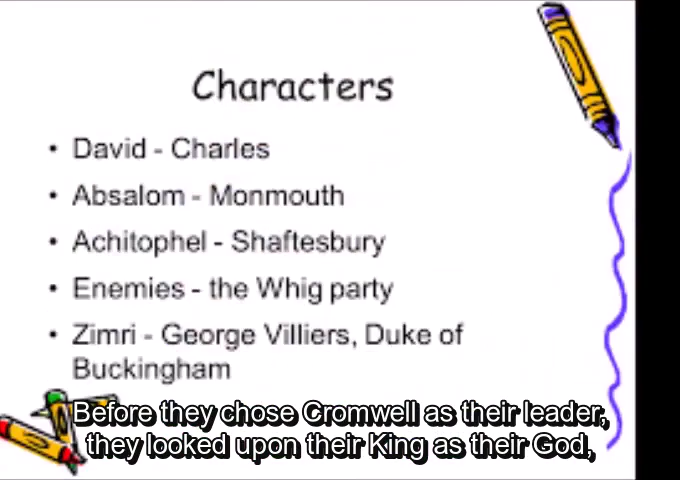 Characters
• David - Charles
• Absalom - Monmouth
• Achitophel - Shaftesbury
• Enemies - the Whig party
• Zimri - George Villiers, Duke of
Buckingham
Before they chose Cromwell as their leader,
they looked upon their King as their God,